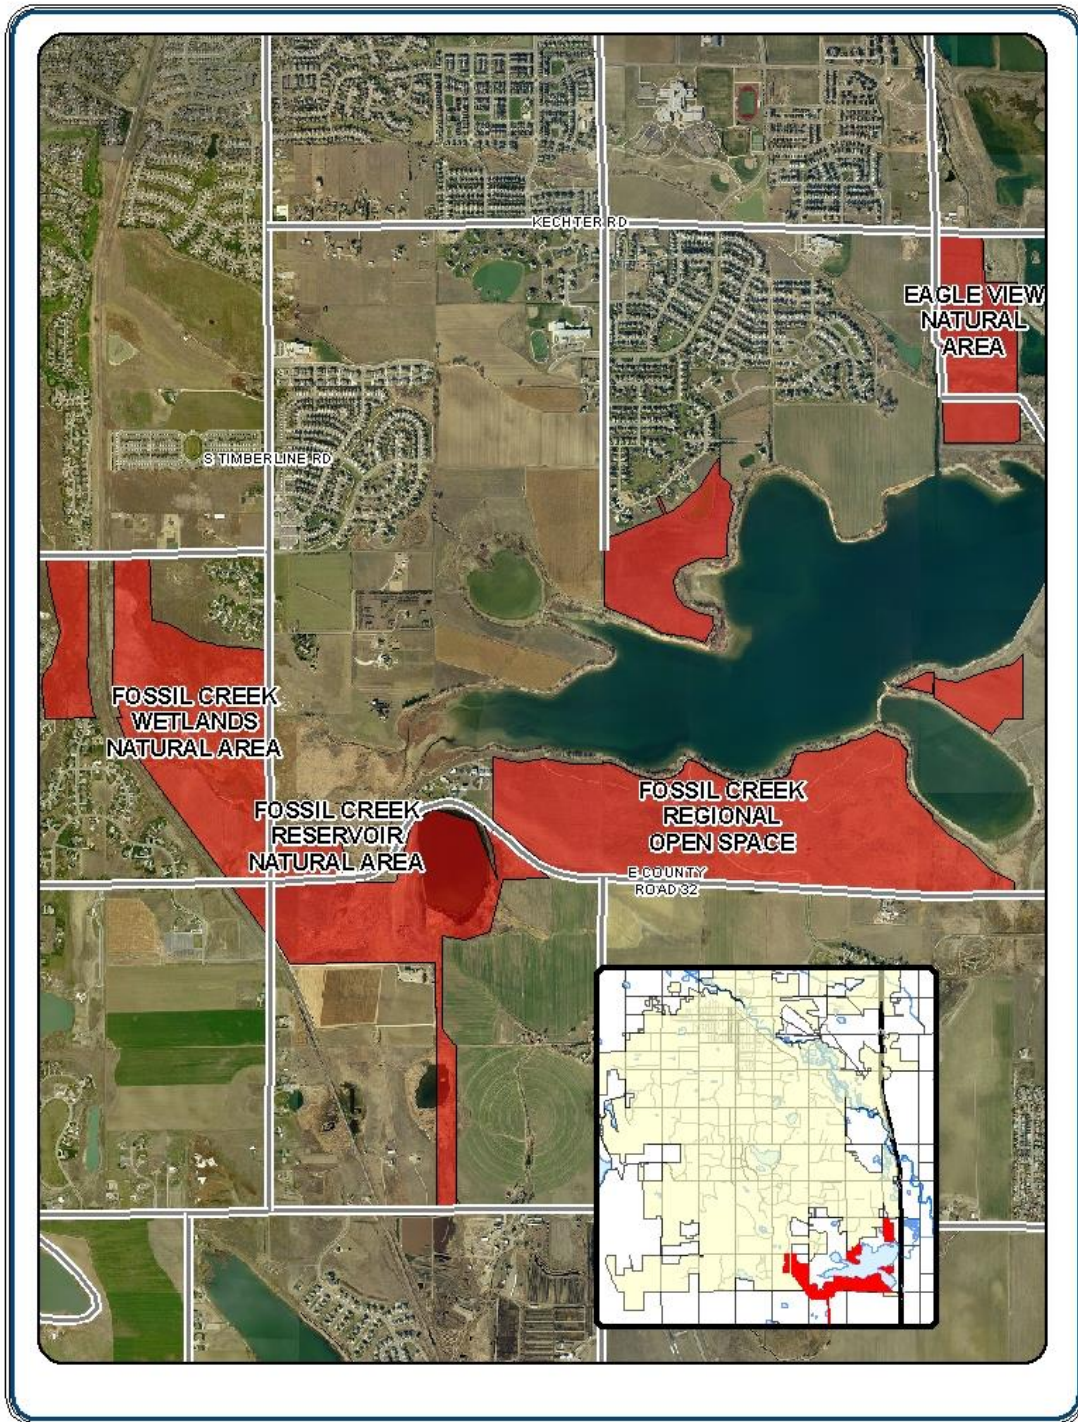 KECHTER RD
EAGLE VIEW
NATURAL
AREA
S TIMBERLINE RD
FOSSIL CREEK
WETLANDS
NATURAL AREA
FOSSIL CREEK
RESERVOIR
NATURAL AREA
FOSSIL CREEK
REGIONAL
OPEN SPACE
E COUNTY
ROAD 32